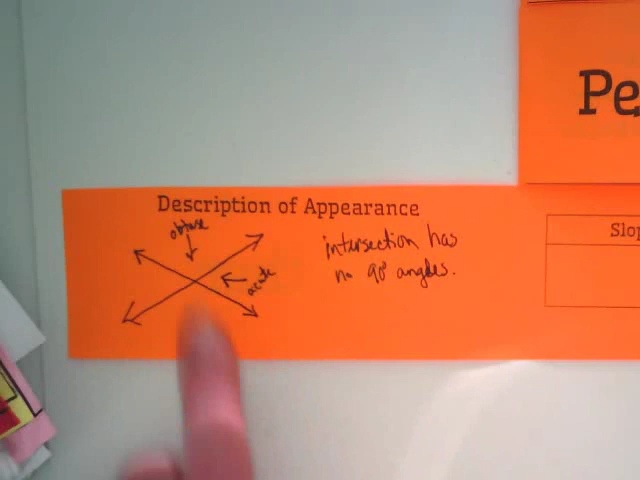 Pe
Description of Appearance
obtuse
intersection has
no 90° angles.
acute
Slop